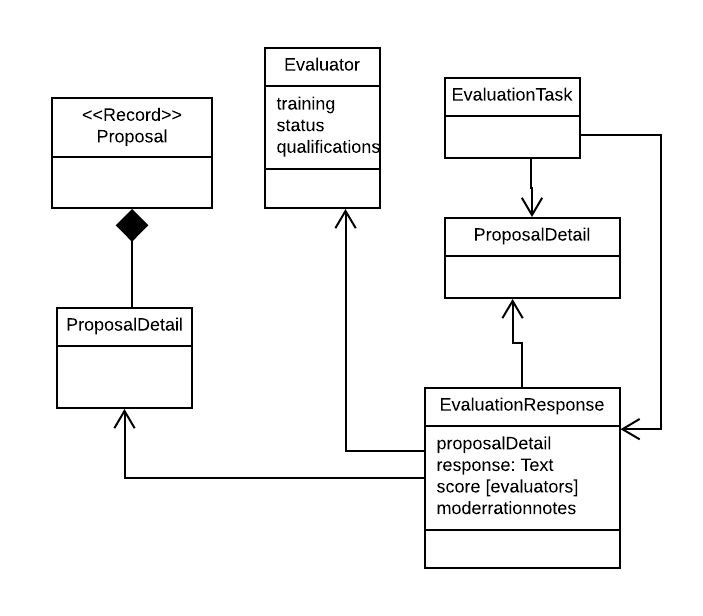 <<Record>>
Proposal
Evaluator
training
status
qualifications
EvaluationTask
ProposalDetail
ProposalDetail
EvaluationResponse
proposalDetail
response: Text
score [evaluators]
moderrationnotes